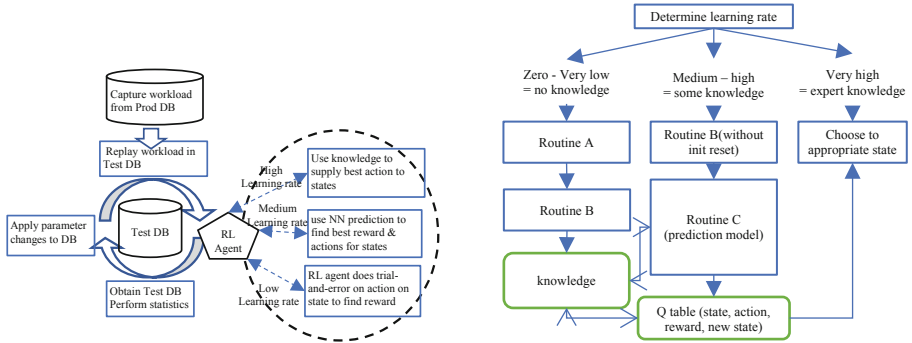 Capture workload
from Prod DB
Replay workload in
Test DB
Apply parameter
changes to DB
Test DB
RL
Agent
Obtain Test DB
Perform statistics
High
Learning rate
Use knowledge to
supply best action to
states
Medium
Learning rate
use NN prediction to
find best reward &
actions for states
Low
Learning rate
RL agent does trial-
and-error on action on
state to find reward
Determine learning rate
Zero - Very low
= no knowledge
Medium – high
= some knowledge
Very high
= expert knowledge
Routine A
Routine B(without
init reset)
Choose to
appropriate state
Routine B
Routine C
(prediction model)
knowledge
Q table (state, action,
reward, new state)